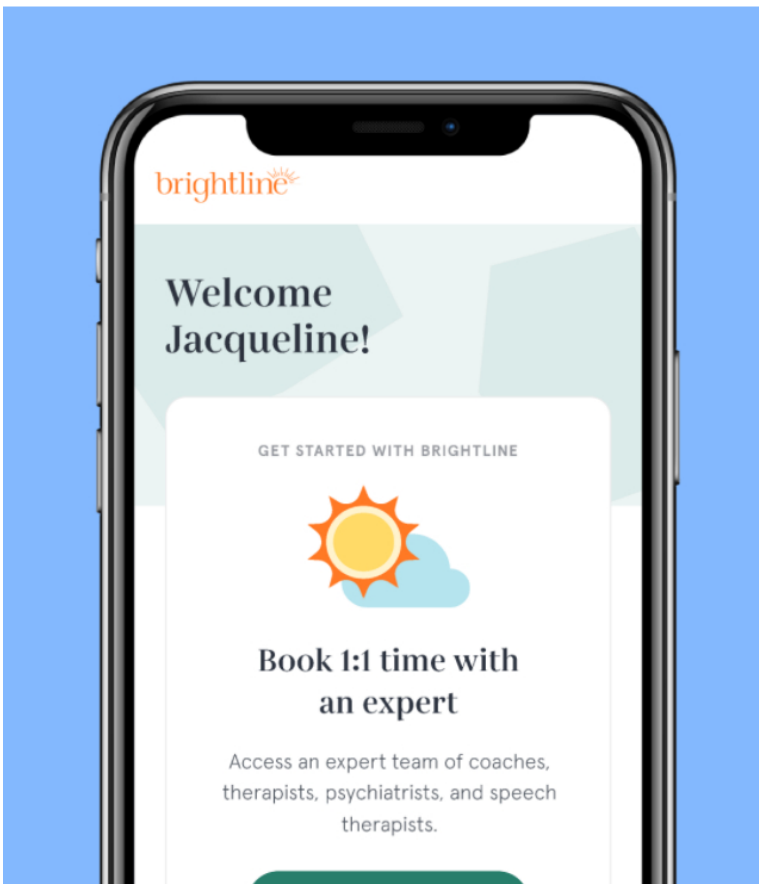 brightline
Welcome
Jacqueline!
GET STARTED WITH BRIGHTLINE
Book 1:1 time with
an expert
Access an expert team of coaches,
therapists, psychiatrists, and speech
therapists.